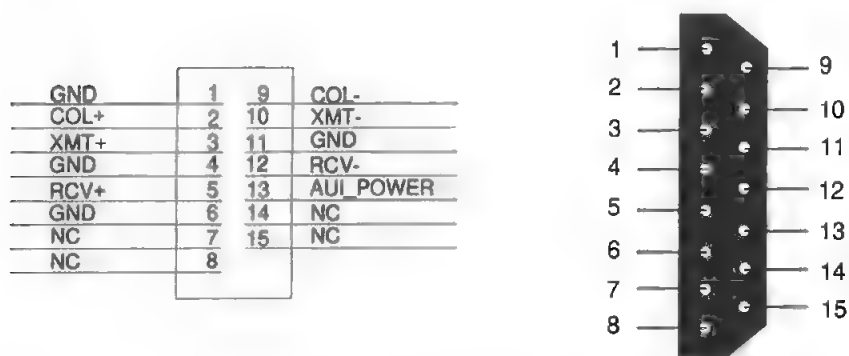 GND 1 9 COL-
COL+ 2 10 XMT-
XMT+ 3 11 GND
GND 4 12 RCV-
RCV+ 5 13 AUI_POWER
GND 6 14 NC
NC 7 15 NC
NC 8
1
9
2
10
3
11
4
12
5
13
6
14
7
15
8